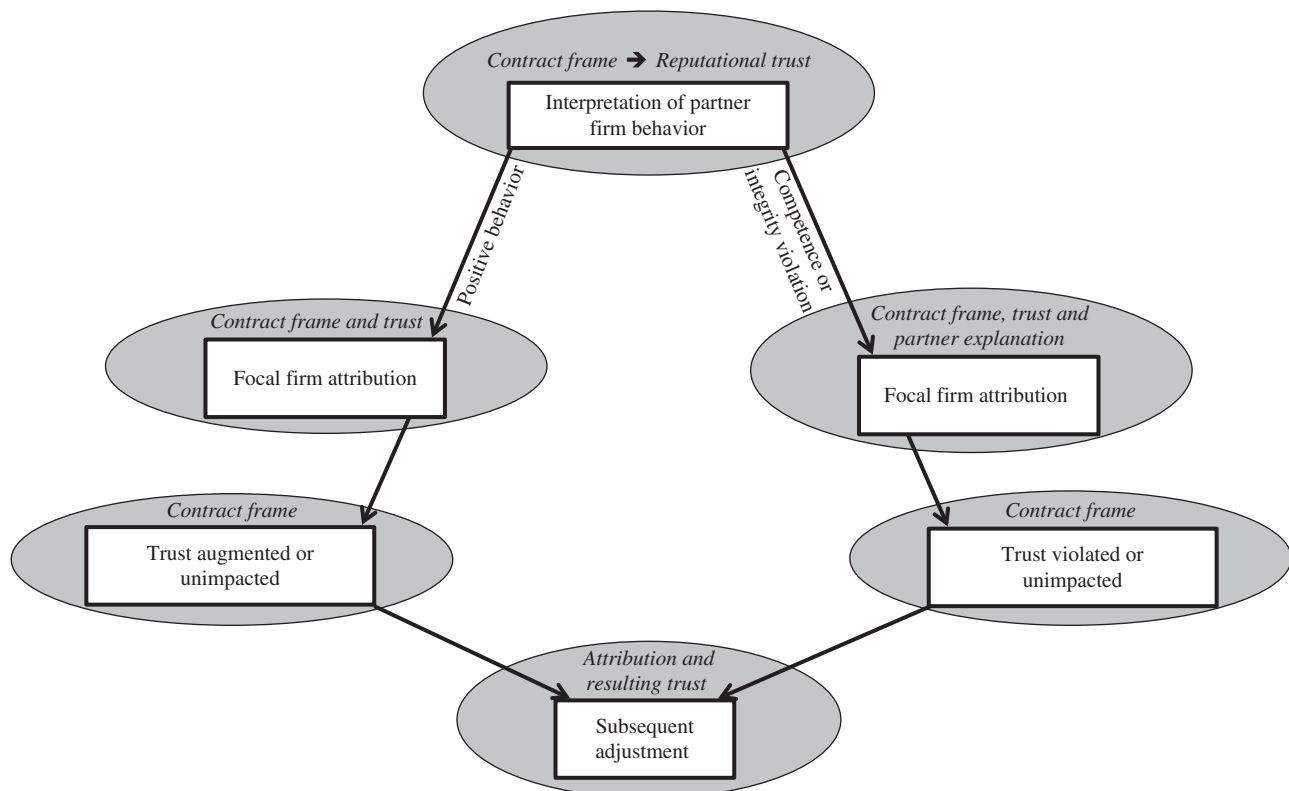 Contract frame ➔ Reputational trust
Interpretation of partner
firm behavior
Positive behavior
Competence or
integrity violation
Contract frame and trust
Focal firm attribution
Contract frame, trust and
partner explanation
Focal firm attribution
Contract frame
Trust augmented or
unimpacted
Contract frame
Trust violated or
unimpacted
Attribution and
resulting trust
Subsequent
adjustment